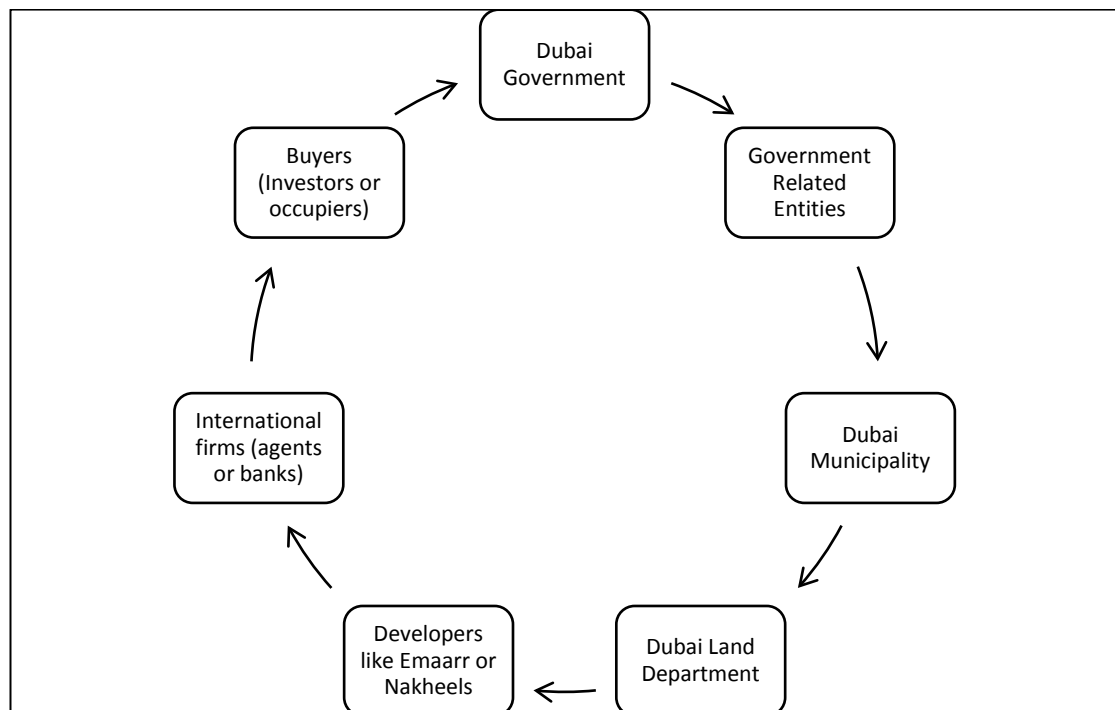 Dubai
Government
Government
Related
Entities
Dubai
Municipality
Dubai Land
Department
Developers
like Emaarr or
Nakheels
International
firms (agents
or banks)
Buyers
(Investors or
occupiers)